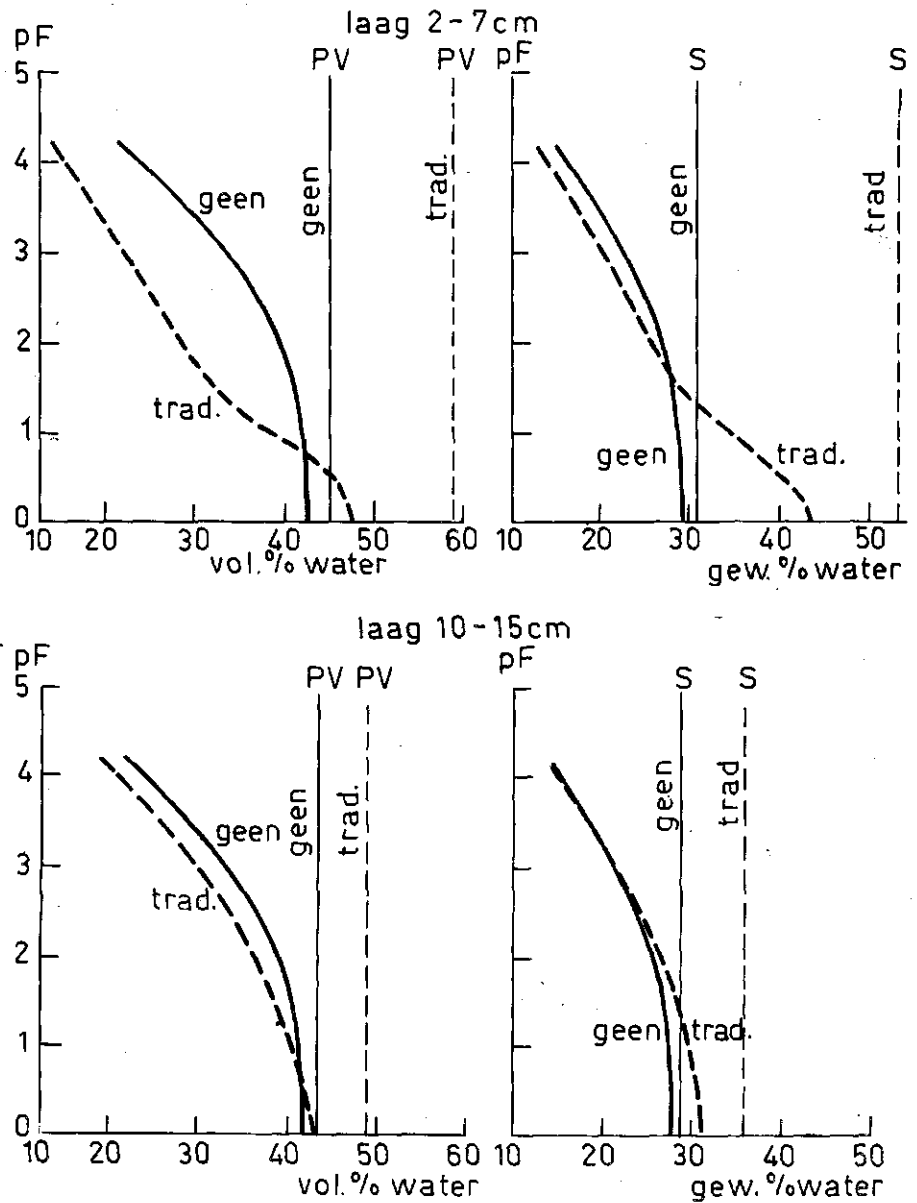 laag 2-7cm
pF PV PV pF S S
5
4
3
2
1
0
geen
trad.
geen
trad.
10 20 30 40 50 60
vol.% water
geen
trad
geen
trad.
10 20 30 40 50
gew.% water
laag 10-15cm
pF PV PV pF S S
5
4
3
2
1
0
geen
trad.
geen
trad.
10 20 30 40 50 60
vol.% water
geen
trad
geen
trad.
10 20 30 40 50
gew.% water